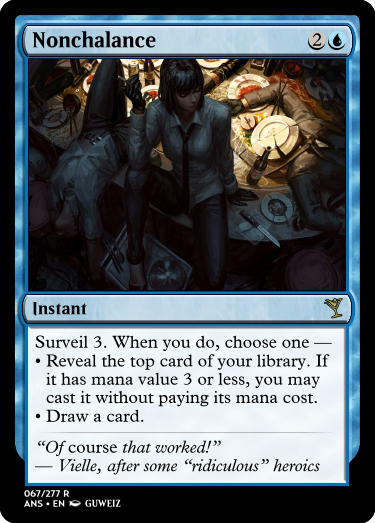 Nonchalance 2
Instant
Surveil 3. When you do, choose one —
• Reveal the top card of your library. If
it has mana value 3 or less, you may
cast it without paying its mana cost.
• Draw a card.
“Of course that worked!”
— Vielle, after some “ridiculous” heroics
067/277 R
ANS • EN GUWEIZ